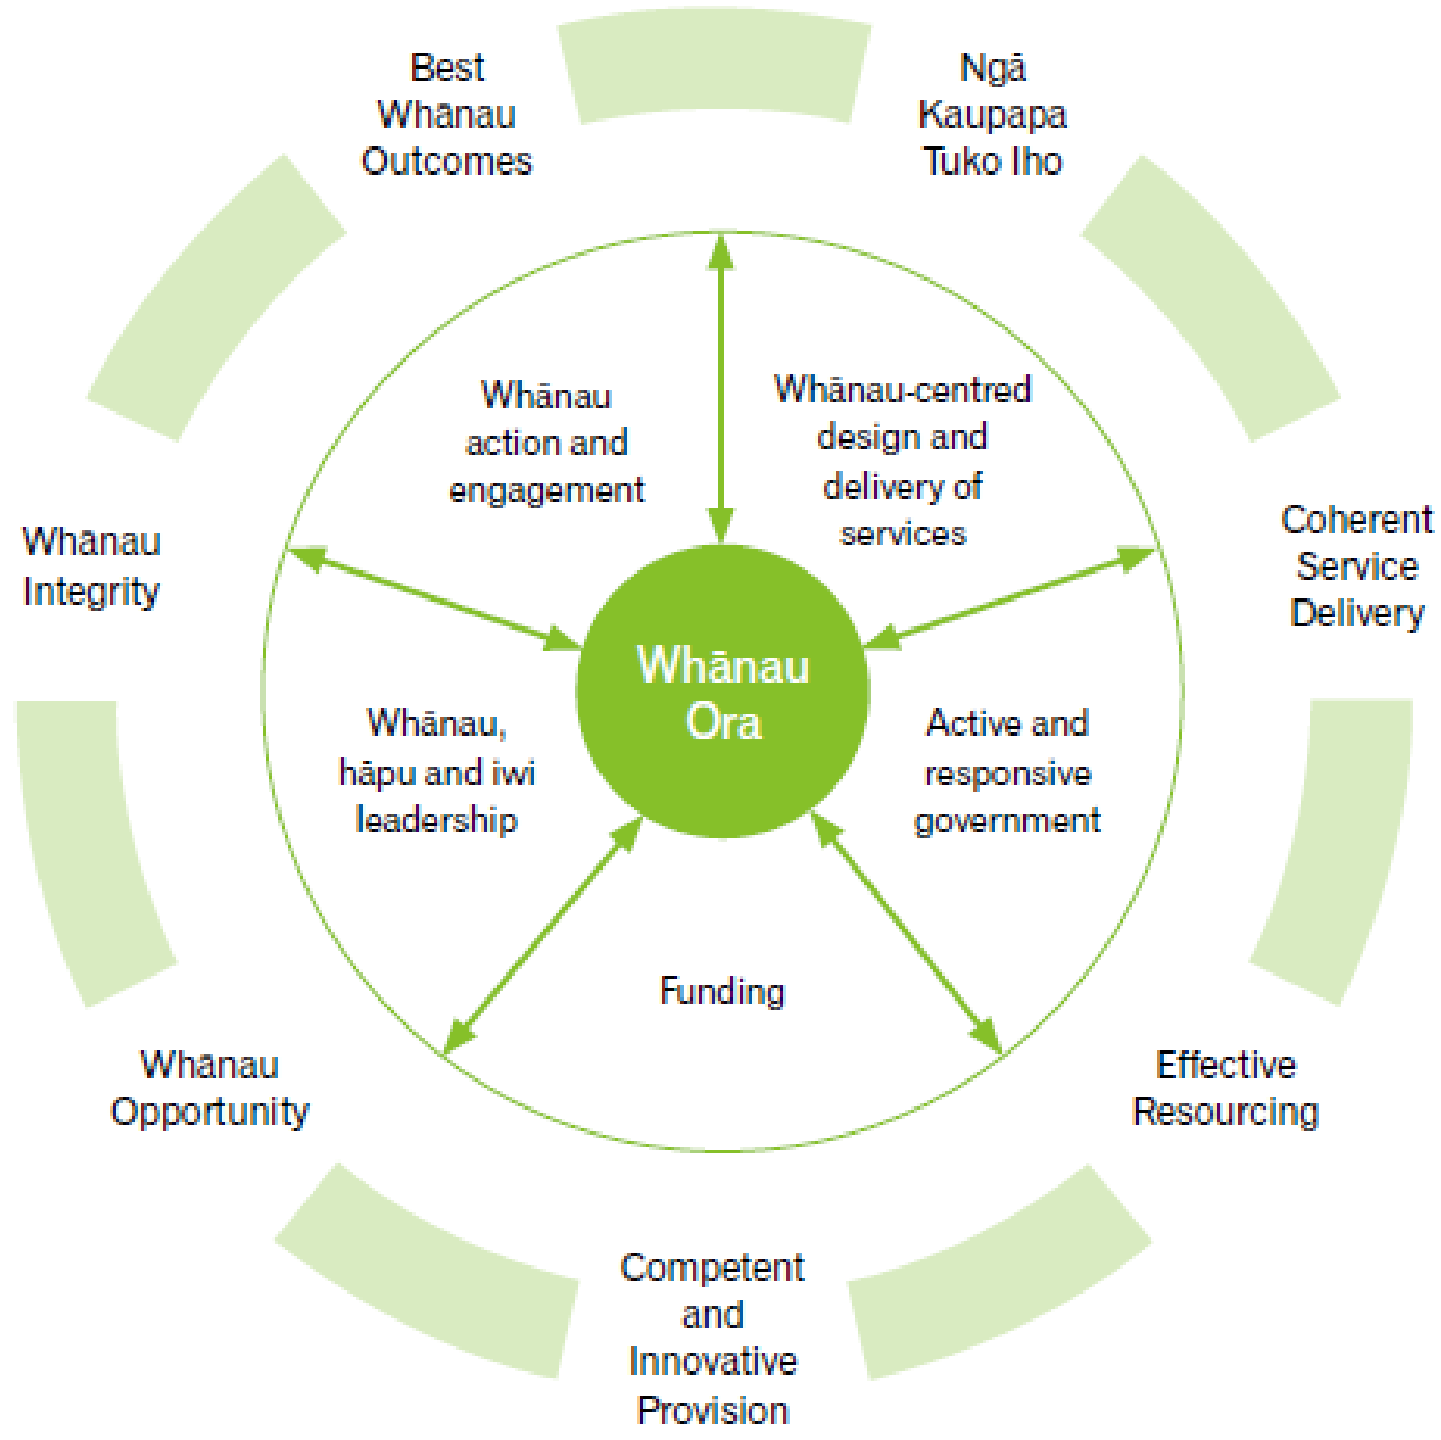 Best
Whānau
Outcomes
Ngā
Kaupapa
Tuko Iho
Whānau
action and
engagement
Whānau-centred
design and
delivery of
services
Whānau
Integrity
Coherent
Service
Delivery
Whānau
Ora
Whānau,
hāpu and iwi
leadership
Active and
responsive
government
Funding
Whānau
Opportunity
Effective
Resourcing
Competent
and
Innovative
Provision